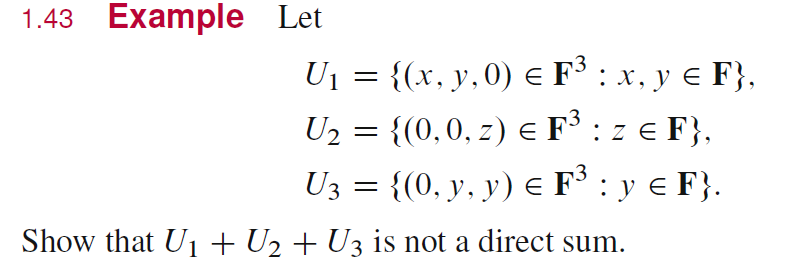 1.43 Example Let
U₁ = {(x, y, 0) ∈ F³ : x, y ∈ F},
U₂ = {(0, 0, z) ∈ F³ : z ∈ F},
U₃ = {(0, y, y) ∈ F³ : y ∈ F}.
Show that U₁ + U₂ + U₃ is not a direct sum.